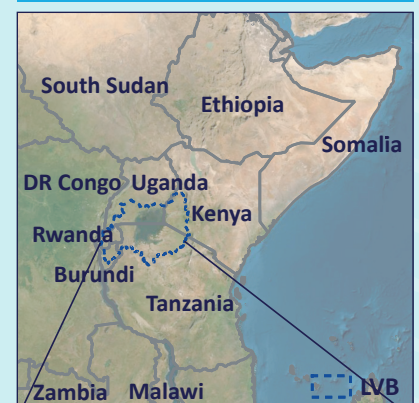 South Sudan
Ethiopia
Somalia
DR Congo Uganda
Kenya
Rwanda
Burundi
Tanzania
Zambia Malawi LVB